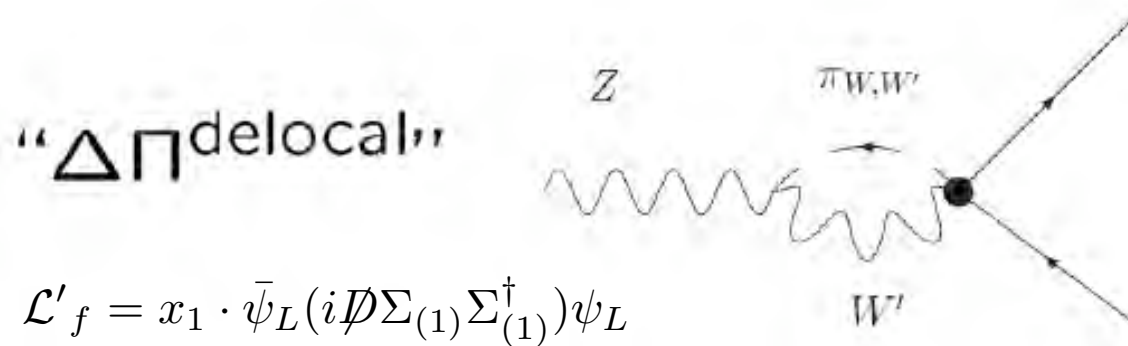 Z
π_{W,W'}
“ΔΠ^{delocal}”
W'
𝓛'_f = x_1 · ψ̄_L(iD̸Σ_{(1)}Σ^†_{(1)})ψ_L